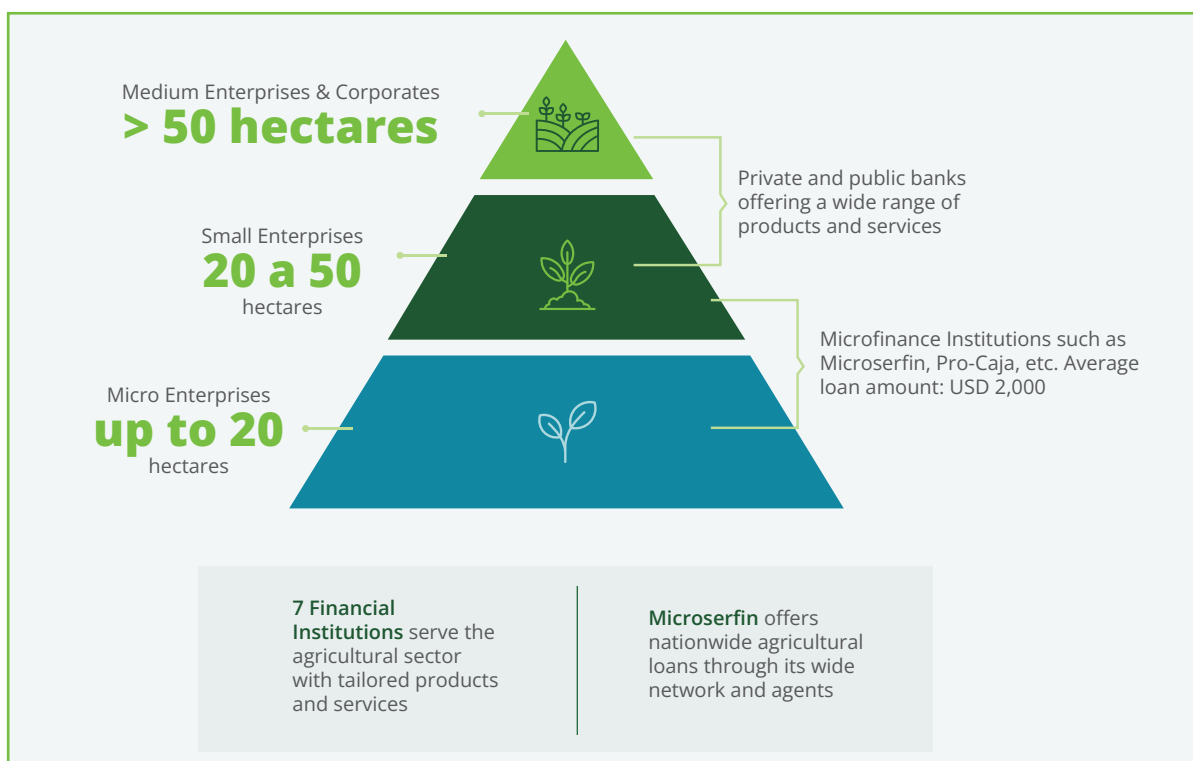 Medium Enterprises & Corporates
> 50 hectares
Private and public banks
offering a wide range of
products and services
Small Enterprises
20 a 50
hectares
Microfinance Institutions such as
Microserfin, Pro-Caja, etc. Average
loan amount: USD 2,000
Micro Enterprises
up to 20
hectares
7 Financial
Institutions serve the
agricultural sector
with tailored products
and services
Microserfin offers
nationwide agricultural
loans through its wide
network and agents